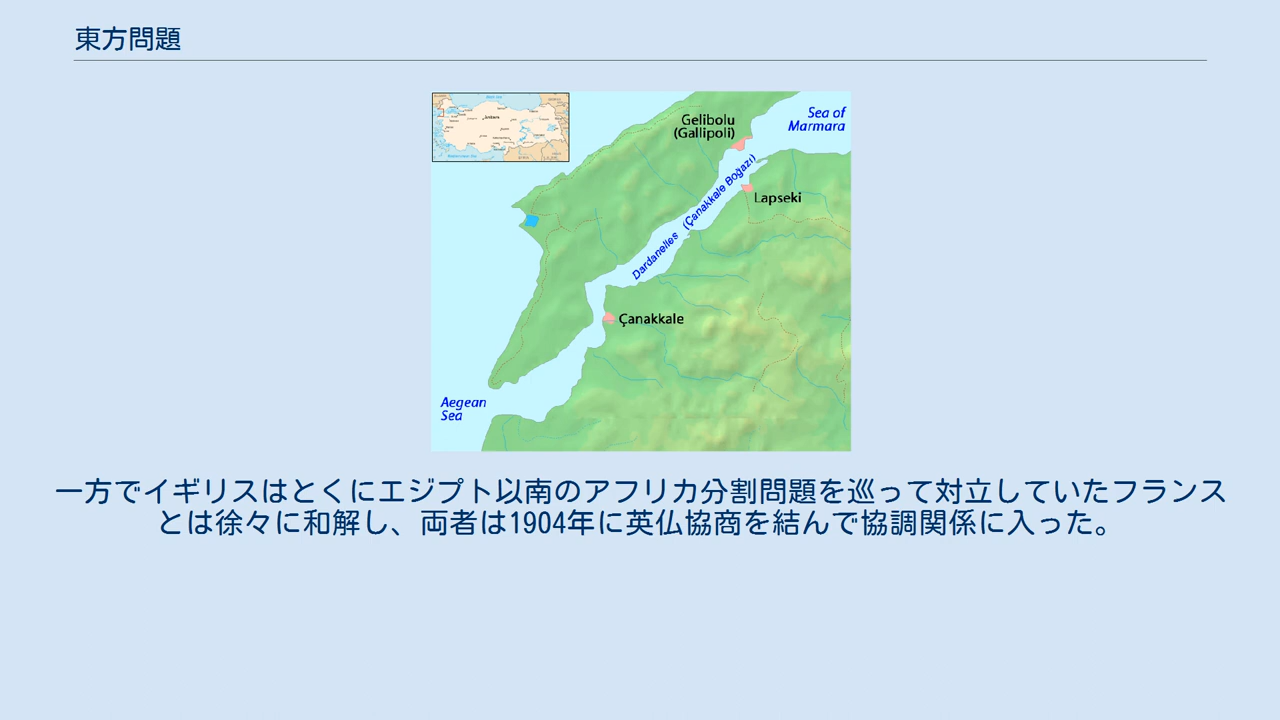 東方問題
Gelibolu
(Gallipoli)
Sea of
Marmara
Lapseki
Dardanelles (Çanakkale Boğazı)
Çanakkale
Aegean
Sea
一方でイギリスはとくにエジプト以南のアフリカ分割問題を巡って対立していたフランス
とは徐々に和解し、両者は1904年に英仏協商を結んで協調関係に入った。